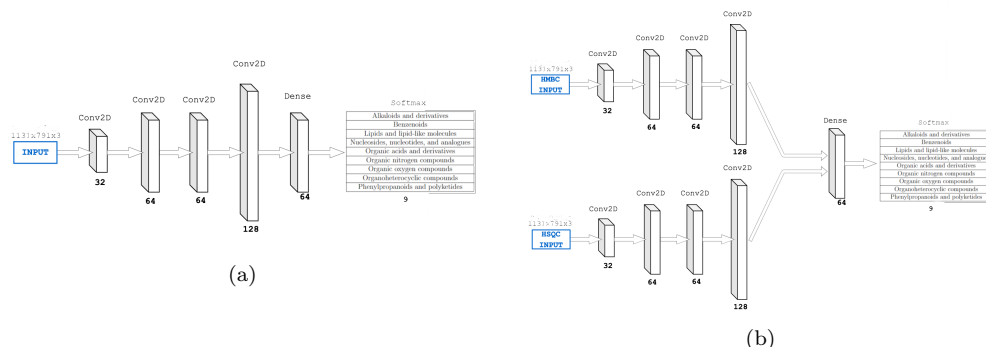 Conv2D
Conv2D
Conv2D
Conv2D
Dense
Softmax
1131x791x3
INPUT
32
64
64
128
64
Alkaloids and derivatives
Benzenoids
Lipids and lipid-like molecules
Nucleosides, nucleotides, and analogues
Organic acids and derivatives
Organic nitrogen compounds
Organic oxygen compounds
Organoheterocyclic compounds
Phenylpropanoids and polyketides
9
(a)
Conv2D
Conv2D
Conv2D
Conv2D
1131x791x3
HMBC
INPUT
32
64
64
128
Conv2D
Conv2D
Conv2D
Conv2D
1131x791x3
HSQC
INPUT
32
64
64
128
Dense
64
Softmax
Alkaloids and derivatives
Benzenoids
Lipids and lipid-like molecules
Nucleosides, nucleotides, and analogues
Organic acids and derivatives
Organic nitrogen compounds
Organic oxygen compounds
Organoheterocyclic compounds
Phenylpropanoids and polyketides
9
(b)